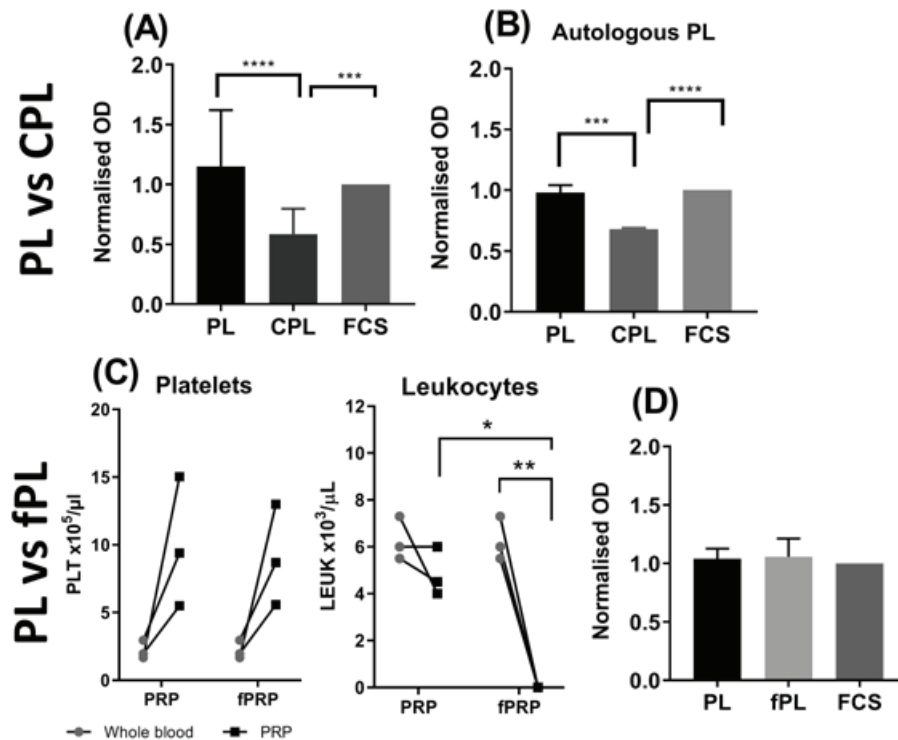 PL vs CPL
(A)
Normalised OD
2.0
1.5
1.0
0.5
0.0
****
***
PL CPL FCS
(B)
Autologous PL
Normalised OD
2.0
1.5
1.0
0.5
0.0
***
****
PL CPL FCS
PL vs fPL
(C)
Platelets
PLT x10⁵/µl
20
15
10
5
0
PRP fPRP
Leukocytes
LEUK x10³/µL
12
8
6
4
2
0
*
**
PRP fPRP
Whole blood PRP
(D)
Normalised OD
2.0
1.5
1.0
0.5
0.0
PL fPL FCS